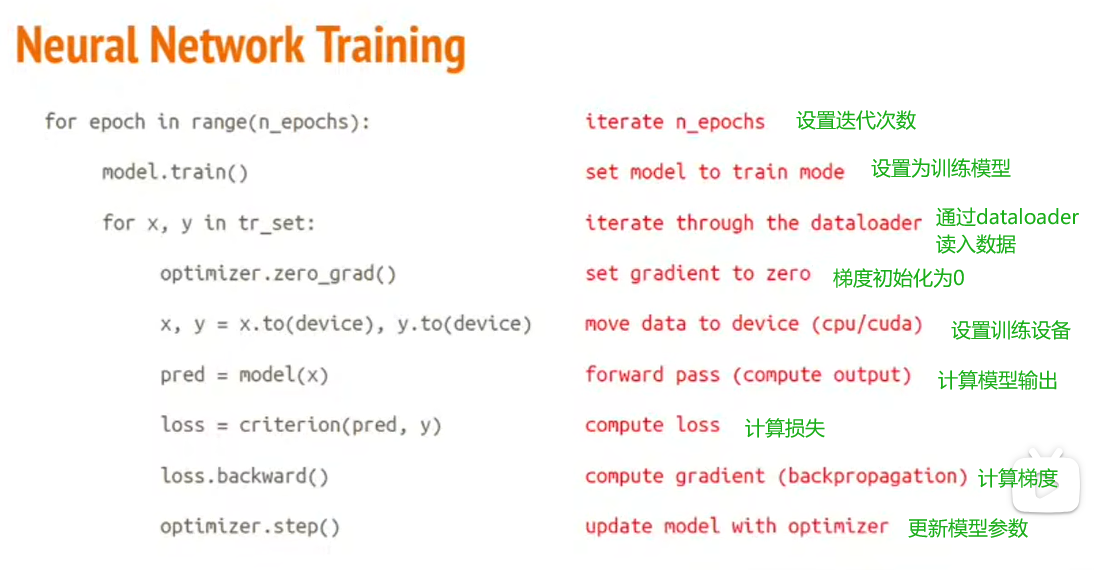 Neural Network Training
for epoch in range(n_epochs): iterate n_epochs 设置迭代次数
model.train() set model to train mode 设置为训练模型
for x, y in tr_set: iterate through the dataloader 通过dataloader
读入数据
optimizer.zero_grad() set gradient to zero 梯度初始化为0
x, y = x.to(device), y.to(device) move data to device (cpu/cuda) 设置训练设备
pred = model(x) forward pass (compute output) 计算模型输出
loss = criterion(pred, y) compute loss 计算损失
loss.backward() compute gradient (backpropagation) 计算梯度
optimizer.step() update model with optimizer 更新模型参数